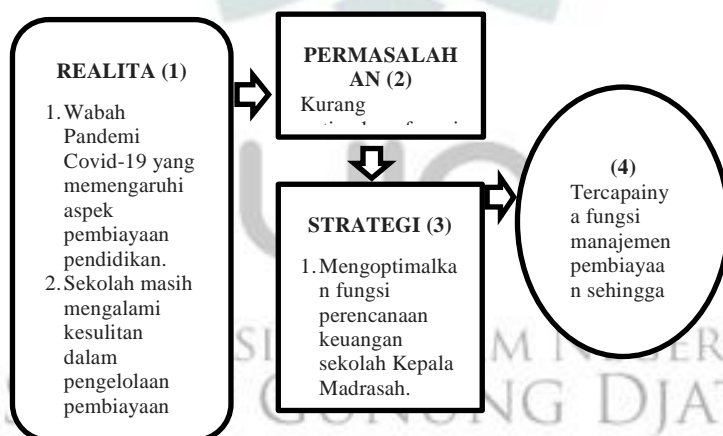 REALITA (1)
1. Wabah
Pandemi
Covid-19 yang
memengaruhi
aspek
pembiayaan
pendidikan.
2. Sekolah masih
mengalami
kesulitan
dalam
pengelolaan
pembiayaan
PERMASALAH
AN (2)
Kurang
STRATEGI (3)
1. Mengoptimalka
n fungsi
perencanaan
keuangan
sekolah Kepala
Madrasah.
(4)
Tercapainy
a fungsi
manajemen
pembiayaa
n sehingga
GUNUNG DJA